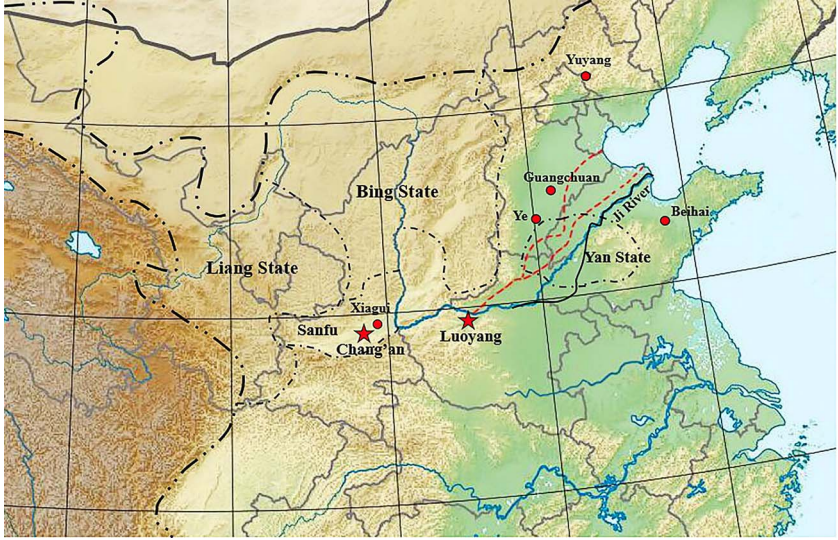 Yuyang
Guangchuan
Bing State
Ji River
Ye
Beihai
Liang State
Yan State
Xiagui
Sanfu
Chang'an
Luoyang